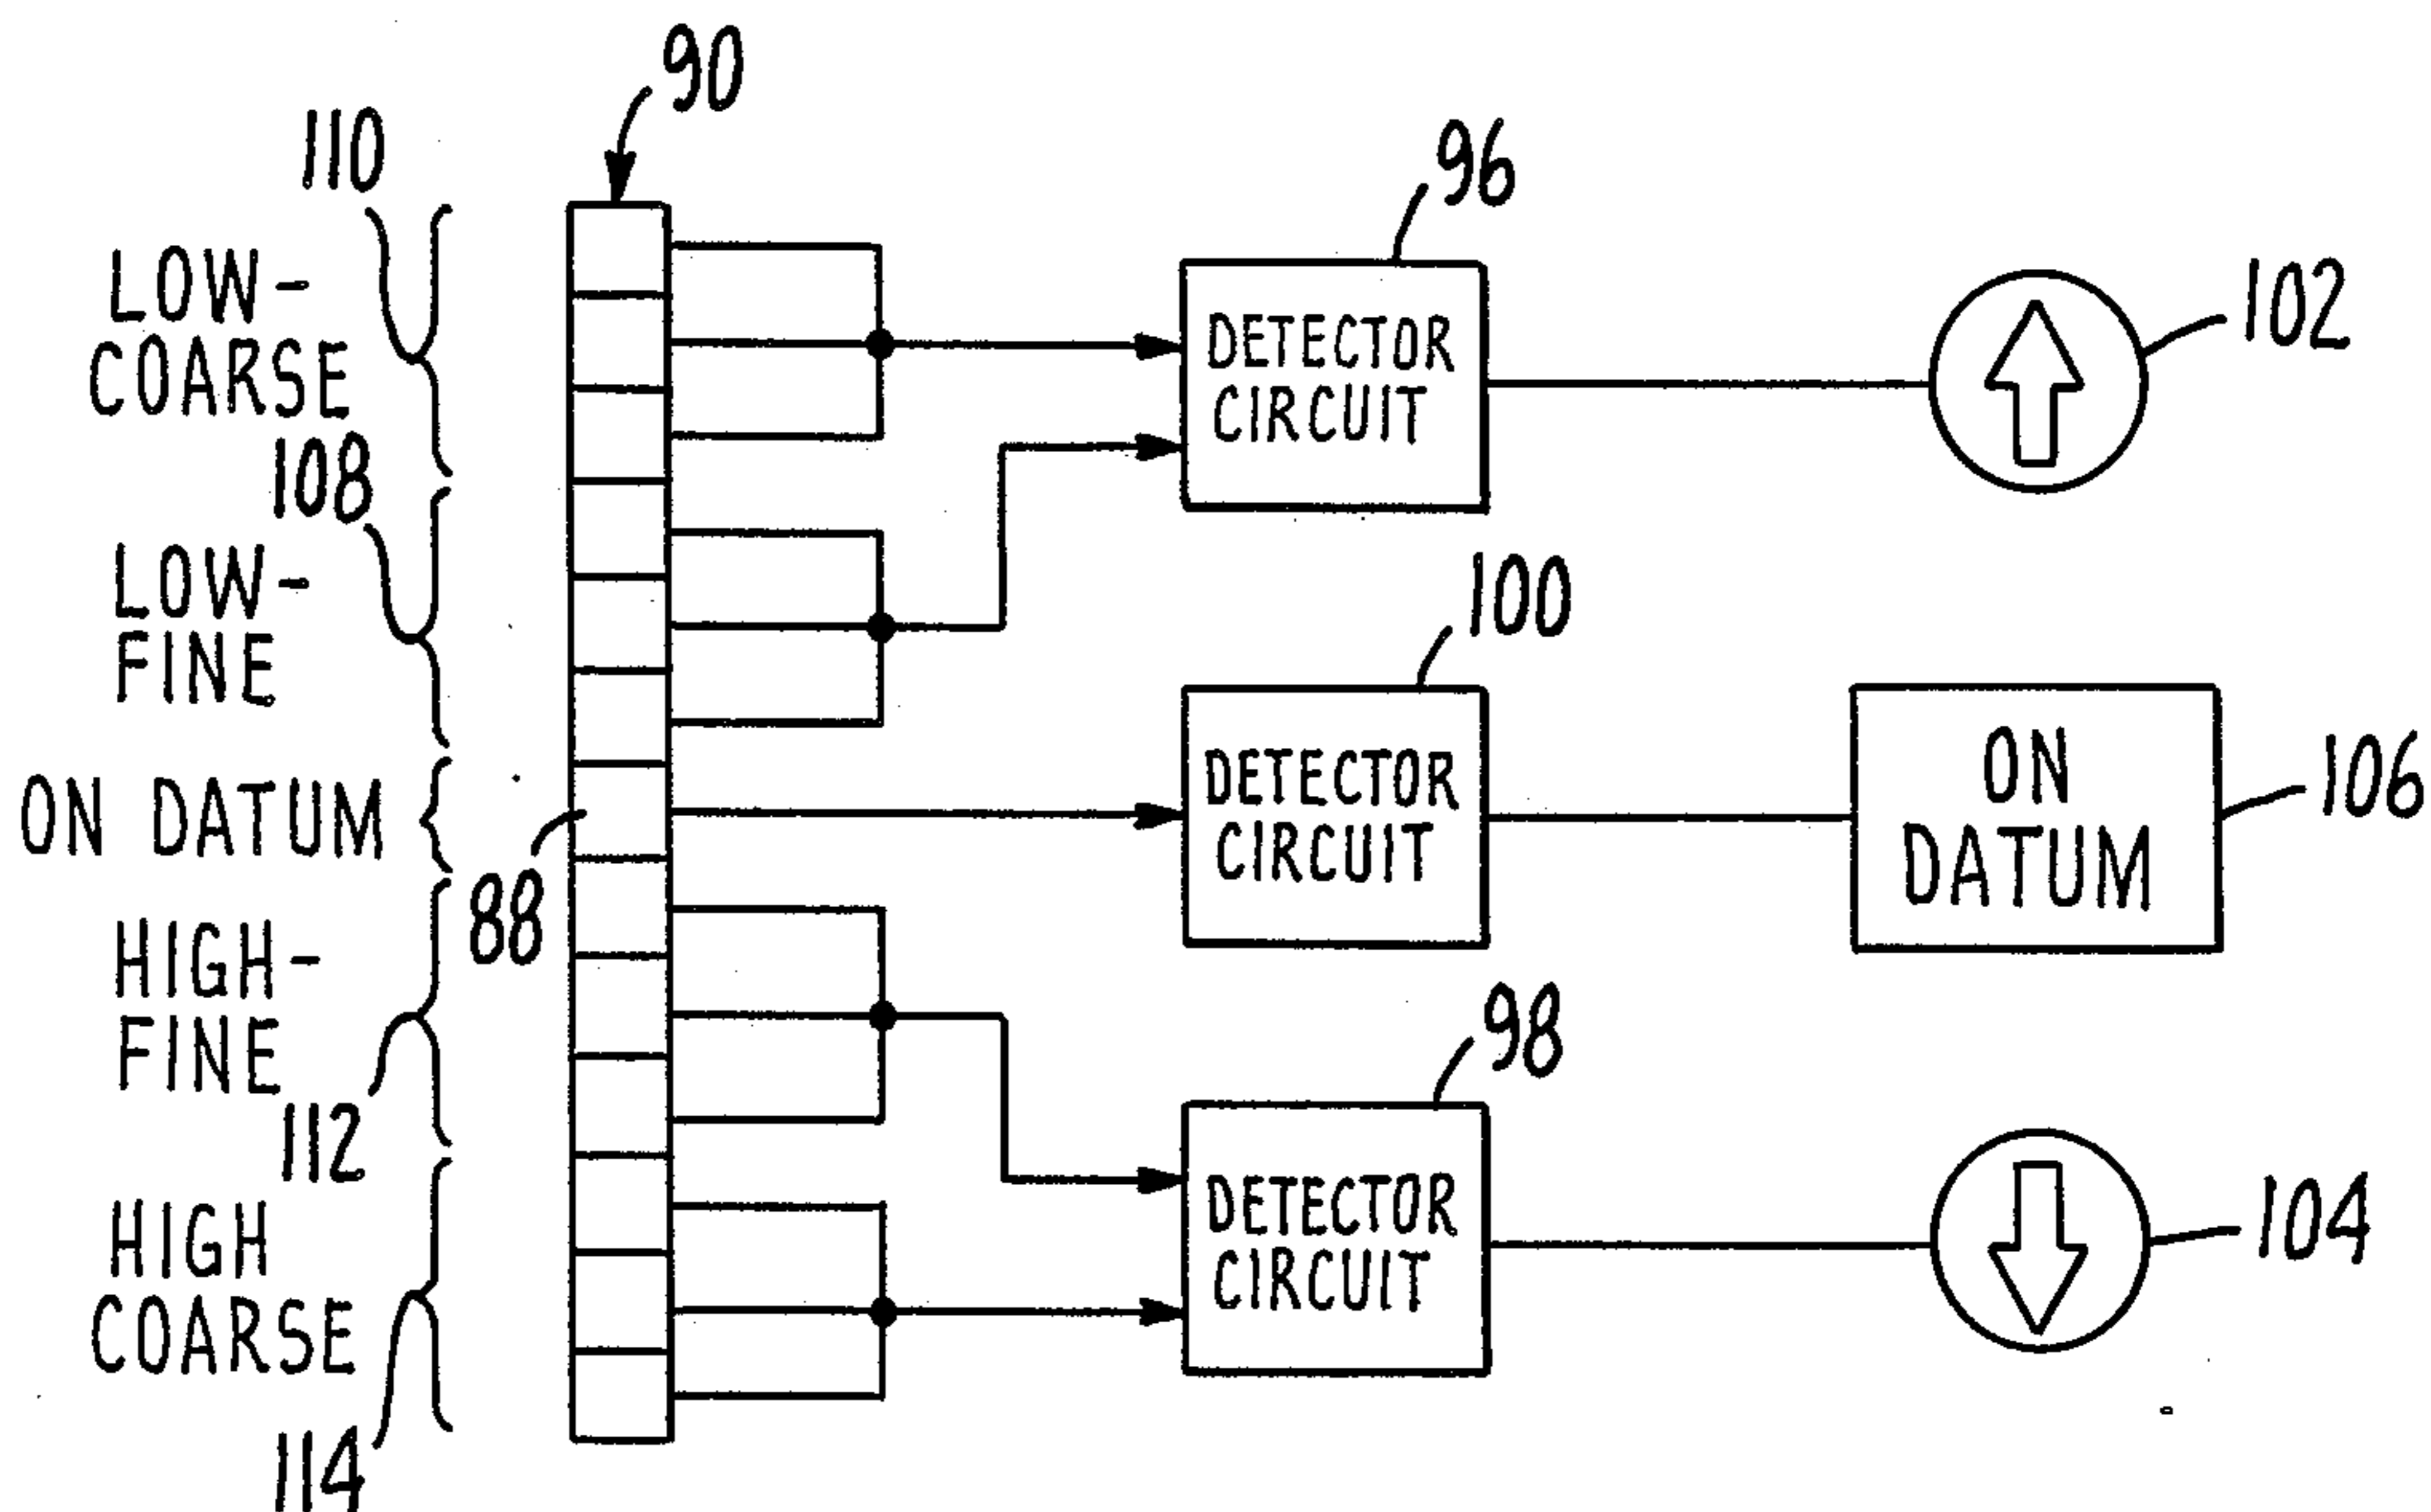 90
110
96
LOW-
COARSE
DETECTOR
CIRCUIT
102
108
LOW-
FINE
100
ON DATUM
DETECTOR
CIRCUIT
ON
DATUM
106
88
HIGH-
FINE
98
112
HIGH
COARSE
DETECTOR
CIRCUIT
104
114